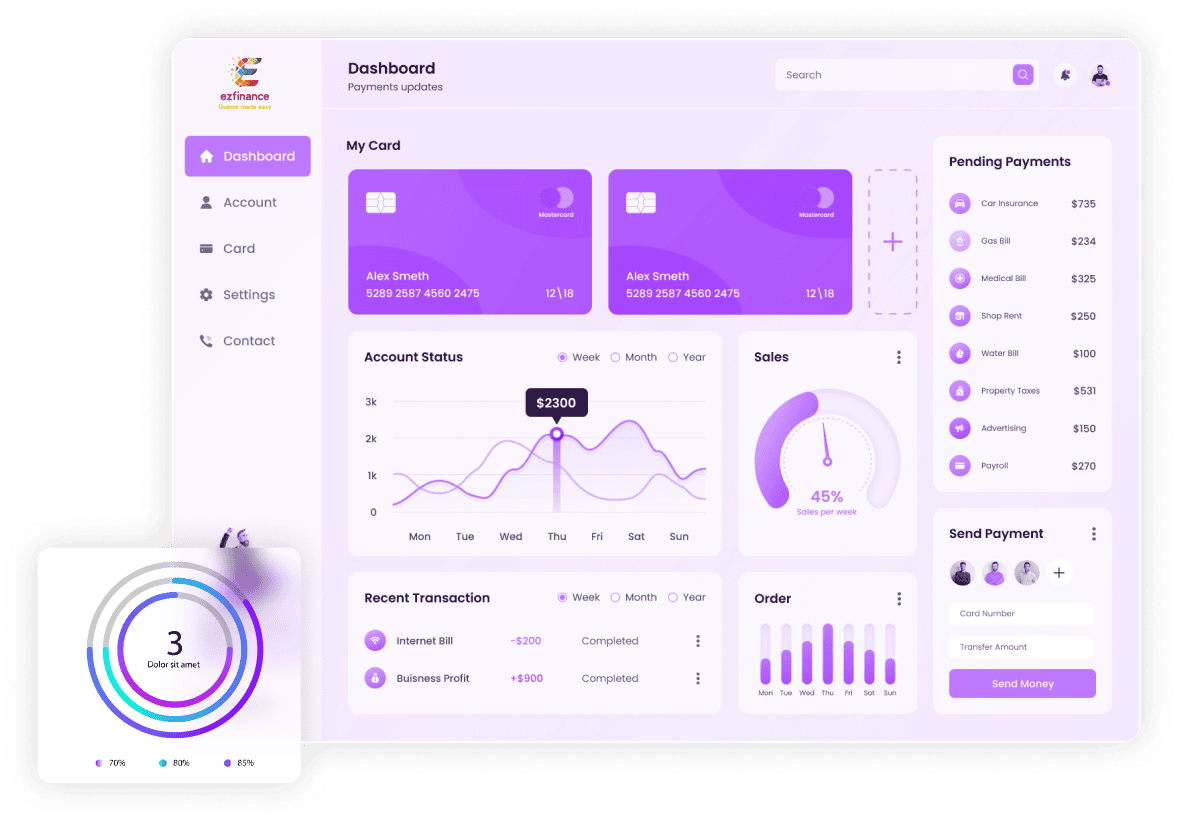 ezfinance
finance made easy
Dashboard
Account
Card
Settings
Contact
Dashboard
Payments updates
Search
My Card
Mastercard
Alex Smeth
5289 2587 4560 2475 12\18
Mastercard
Alex Smeth
5289 2587 4560 2475 12\18
+
Account Status Week Month Year
3k
2k
1k
0
$2300
Mon Tue Wed Thu Fri Sat Sun
Sales
45%
Sales per week
Recent Transaction Week Month Year
Internet Bill -$200 Completed
Buisness Profit +$900 Completed
Order
Mon Tue Wed Thu Fri Sat Sun
Pending Payments
Car Insurance $735
Gas Bill $234
Medical Bill $325
Shop Rent $250
Water Bill $100
Property Taxes $531
Advertising $150
Payroll $270
Send Payment
+
Card Number
Transfer Amount
Send Money
3
Dolor sit amet
70% 80% 85%